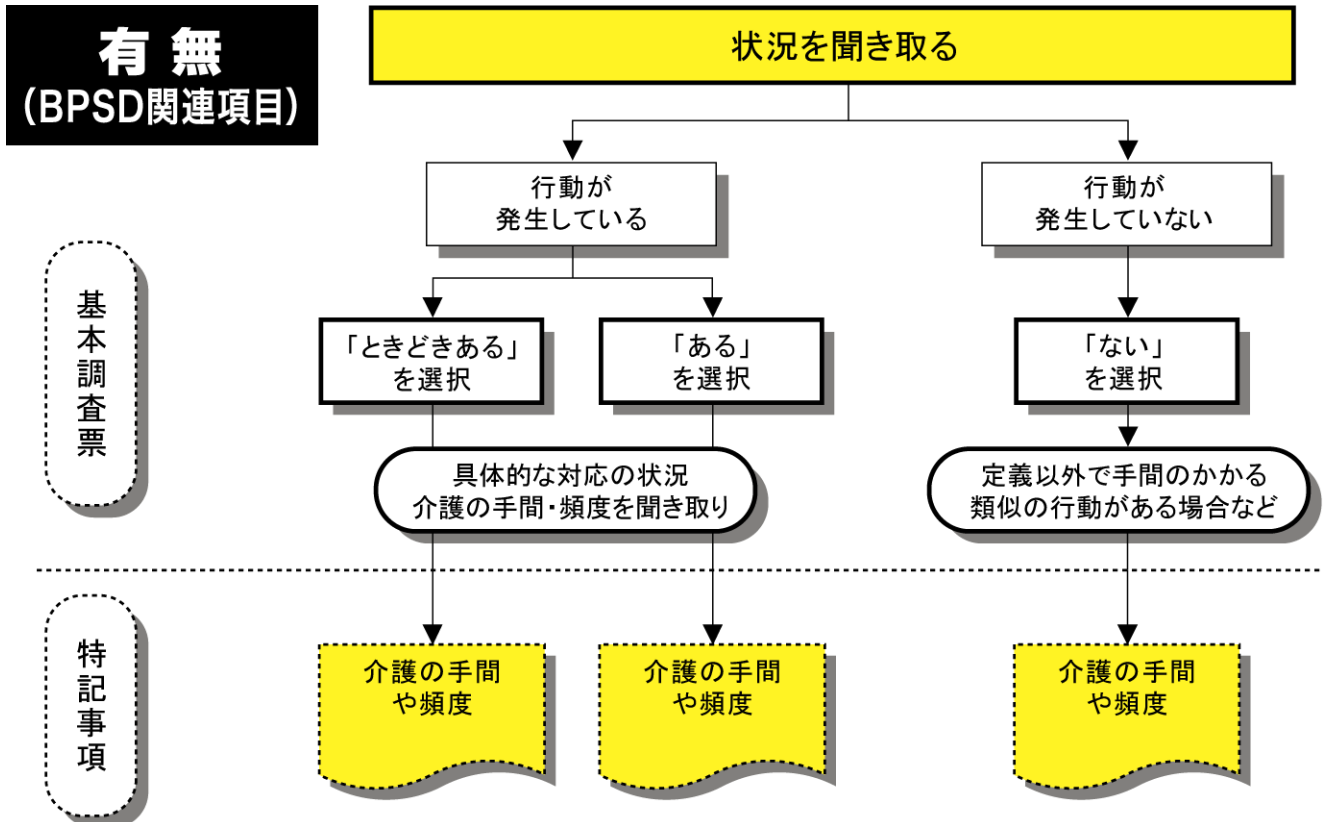 有無
（BPSD関連項目）
状況を聞き取る
行動が
発生している
行動が
発生していない
基本調査票
「ときどきある」
を選択
「ある」
を選択
「ない」
を選択
具体的な対応の状況
介護の手間・頻度を聞き取り
定義以外で手間のかかる
類似の行動がある場合など
特記事項
介護の手間
や頻度
介護の手間
や頻度
介護の手間
や頻度